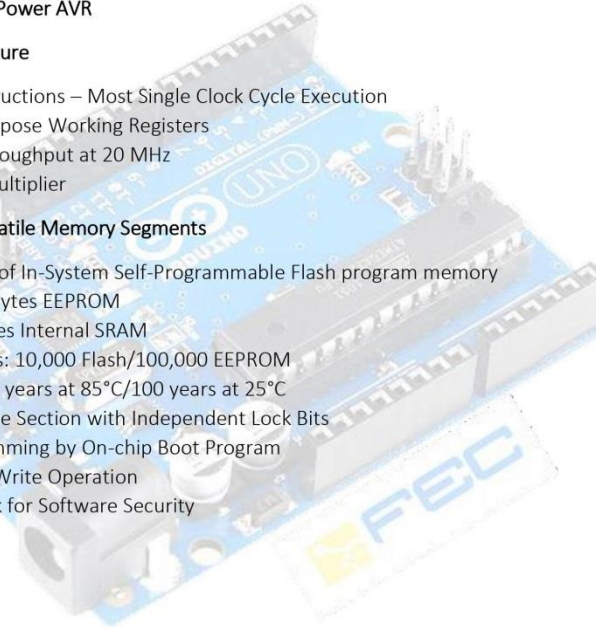 Power AVR
ure
uctions – Most Single Clock Cycle Execution
pose Working Registers
oughput at 20 MHz
ultiplier
atile Memory Segments
of In-System Self-Programmable Flash program memory
ytes EEPROM
es Internal SRAM
s: 10,000 Flash/100,000 EEPROM
years at 85°C/100 years at 25°C
e Section with Independent Lock Bits
mming by On-chip Boot Program
Write Operation
k for Software Security
DIGITAL (PWM~)
UNO
ON
FEC